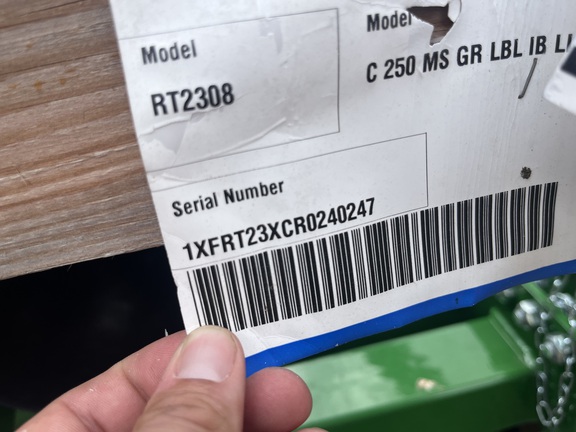 Model
RT2308
Model
C 250 MS GR LBL IB
Serial Number
1XFRT23XCR0240247